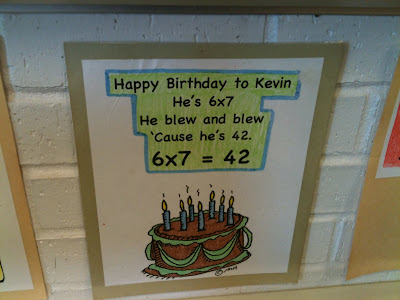 Happy Birthday to Kevin
He's 6x7
He blew and blew
'Cause he's 42.
6x7 = 42